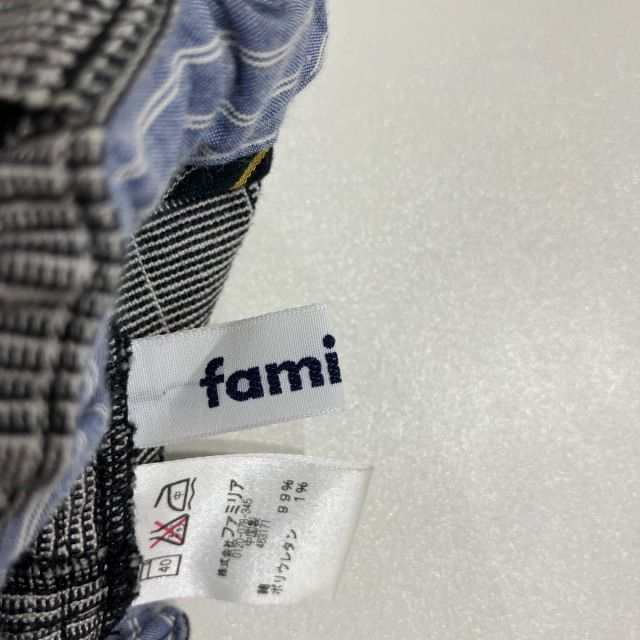 fami
綿 99%
ポリウレタン 1%
株式会社ファミリア
40